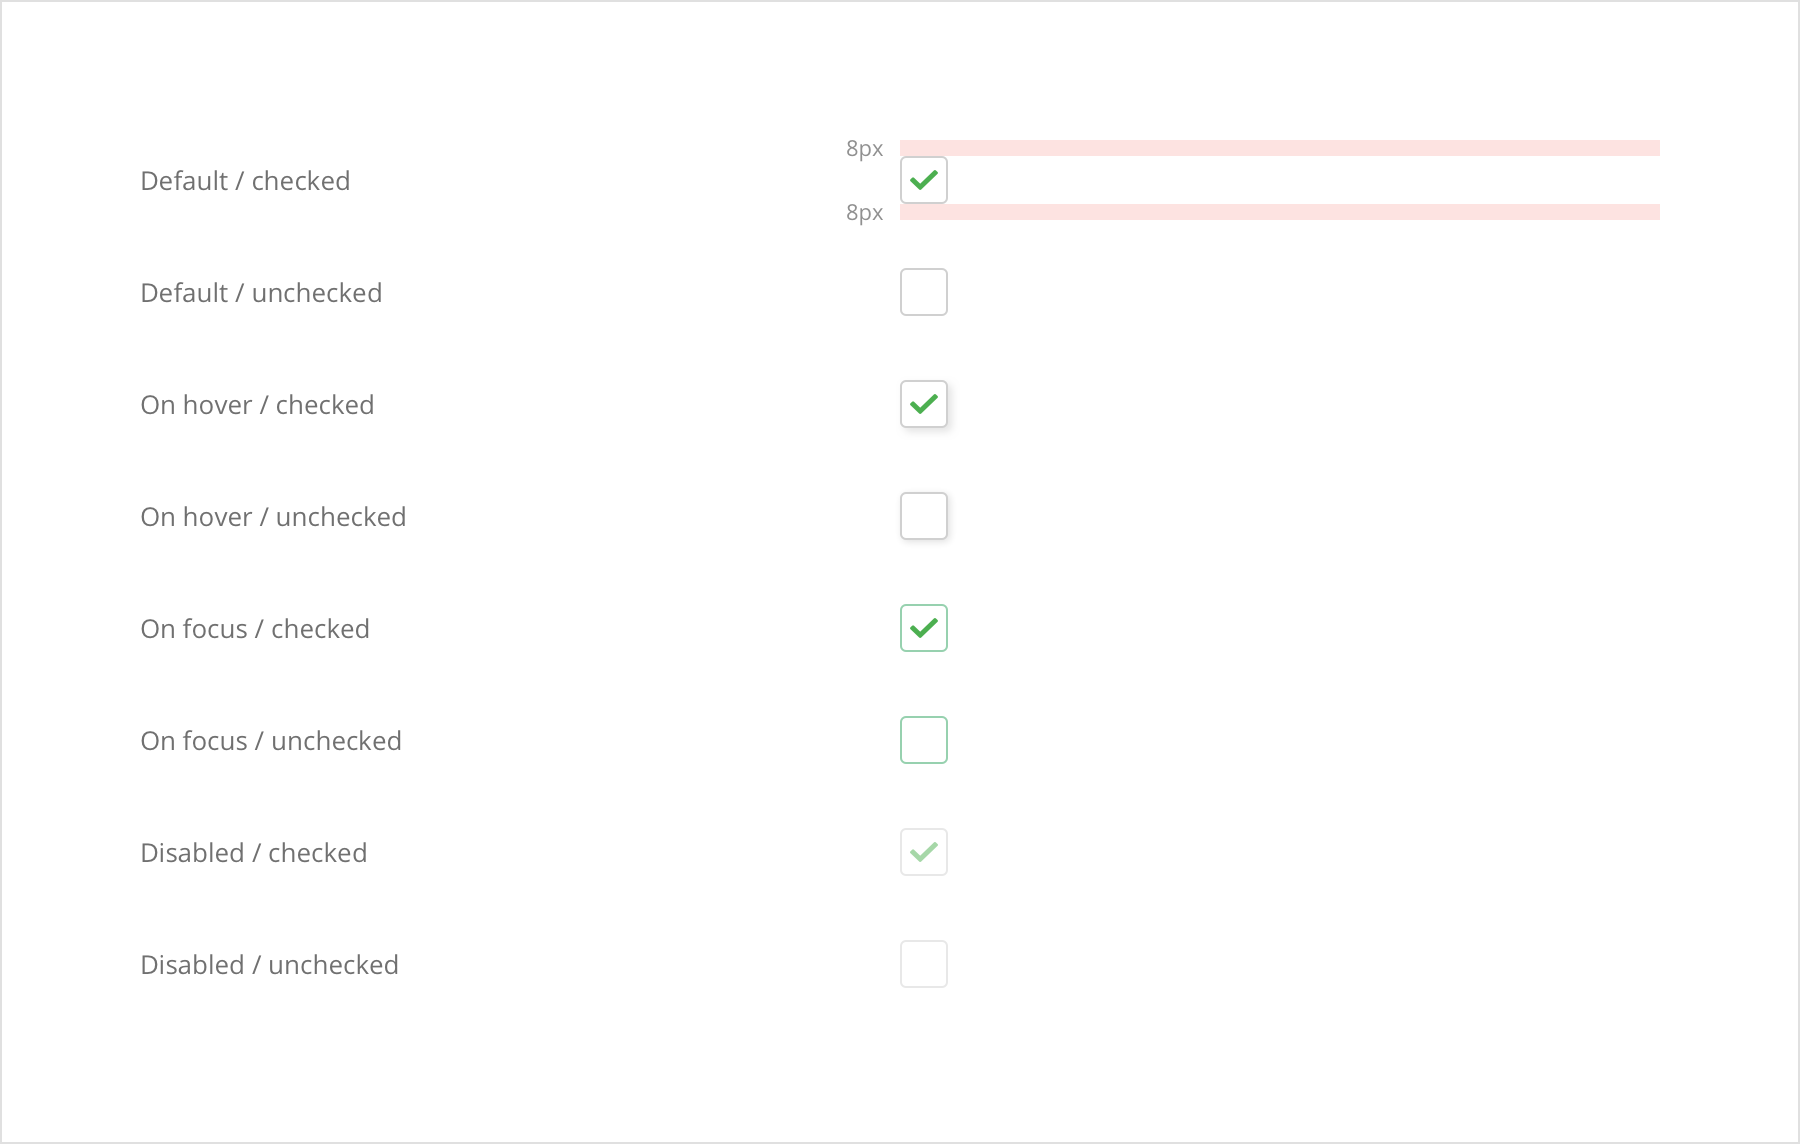 8px
Default / checked
8px
Default / unchecked
On hover / checked
On hover / unchecked
On focus / checked
On focus / unchecked
Disabled / checked
Disabled / unchecked